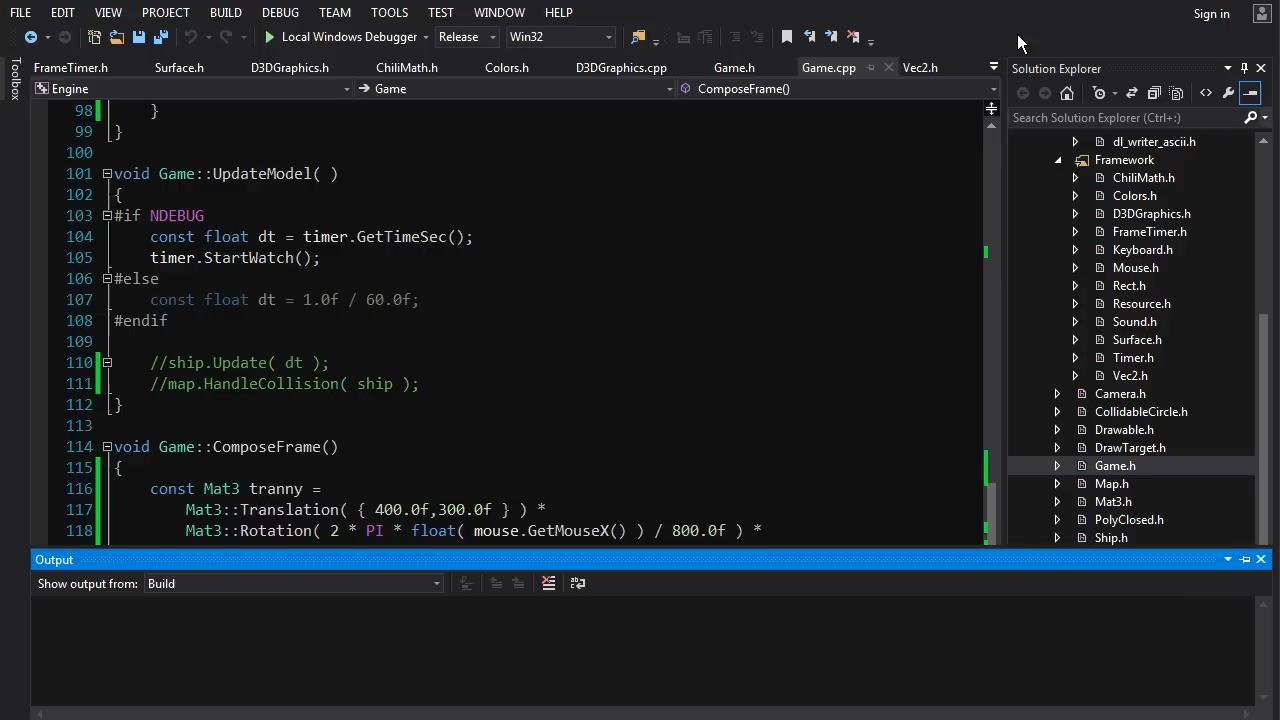 FILE EDIT VIEW PROJECT BUILD DEBUG TEAM TOOLS TEST WINDOW HELP Sign in
Local Windows Debugger Release Win32
Toolbox
FrameTimer.h Surface.h D3DGraphics.h ChiliMath.h Colors.h D3DGraphics.cpp Game.h Game.cpp Vec2.h
Engine Game ComposeFrame()
98 }
99 }
100
101 void Game::UpdateModel( )
102 {
103 #if NDEBUG
104 const float dt = timer.GetTimeSec();
105 timer.StartWatch();
106 #else
107 const float dt = 1.0f / 60.0f;
108 #endif
109
110 //ship.Update( dt );
111 //map.HandleCollision( ship );
112 }
113
114 void Game::ComposeFrame()
115 {
116 const Mat3 tranny =
117 Mat3::Translation( { 400.0f,300.0f } ) *
118 Mat3::Rotation( 2 * PI * float( mouse.GetMouseX() ) / 800.0f ) *
Solution Explorer
Search Solution Explorer (Ctrl+:)
dl_writer_ascii.h
Framework
ChiliMath.h
Colors.h
D3DGraphics.h
FrameTimer.h
Keyboard.h
Mouse.h
Rect.h
Resource.h
Sound.h
Surface.h
Timer.h
Vec2.h
Camera.h
CollidableCircle.h
Drawable.h
DrawTarget.h
Game.h
Map.h
Mat3.h
PolyClosed.h
Ship.h
Output
Show output from: Build